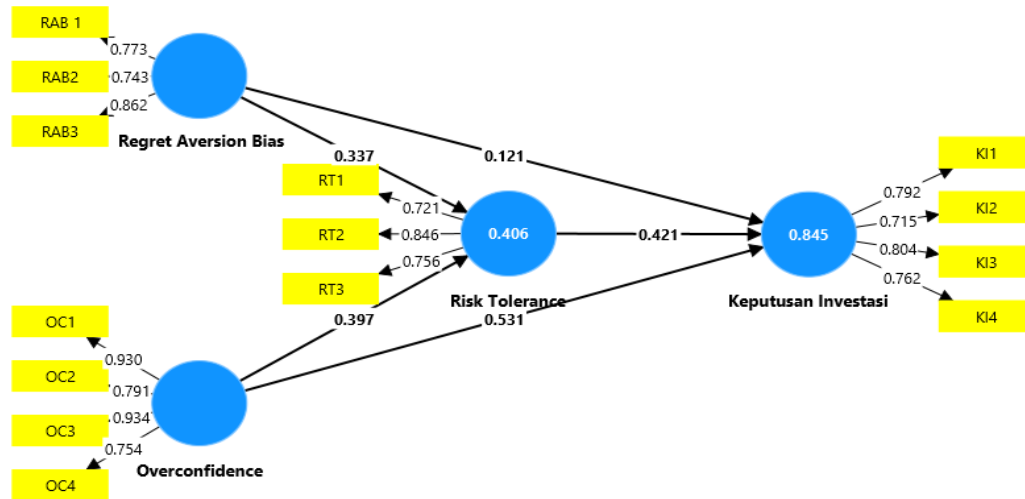 RAB 1
0.773
RAB2
0.743
0.862
RAB3
Regret Aversion Bias
0.337
0.121
RT1
0.721
RT2
0.846
0.756
RT3
0.406
Risk Tolerance
0.421
0.397
0.531
0.845
Keputusan Investasi
KI1
0.792
KI2
0.715
0.804
KI3
0.762
KI4
OC1
0.930
OC2
0.791
0.934
OC3
0.754
OC4
Overconfidence